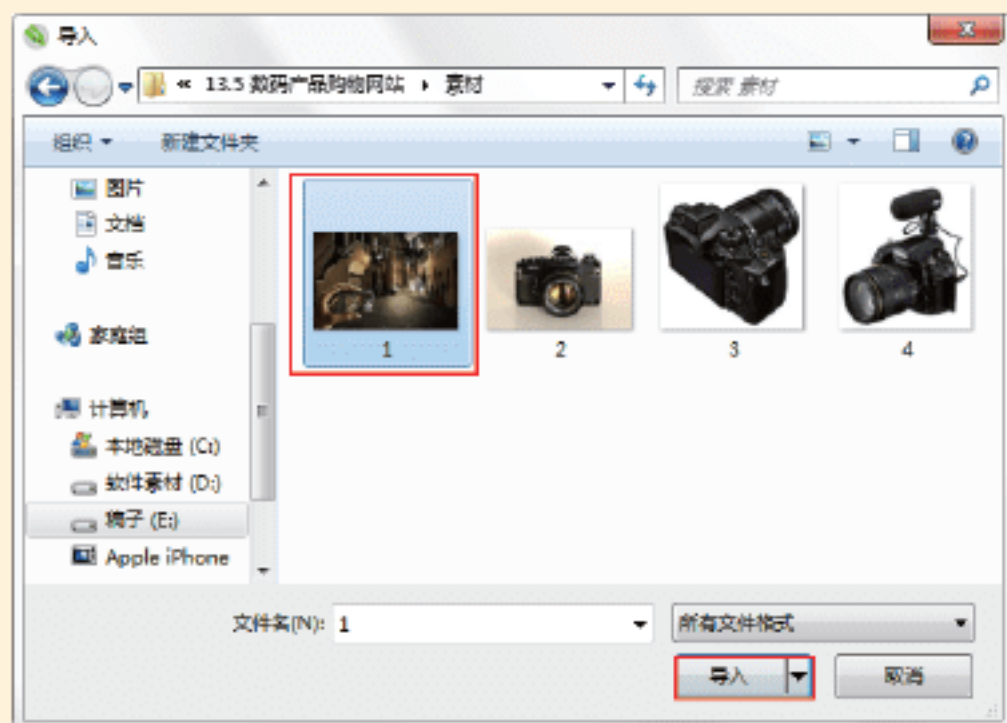 导入
« 13.5 数码产品购物网站 ▸ 素材
搜索 素材
组织 新建文件夹
图片
文档
音乐
家庭组
计算机
本地磁盘 (C:)
软件素材 (D:)
稿子 (E:)
Apple iPhone
1 2 3 4
文件名(N): 1
所有文件格式
导入 取消